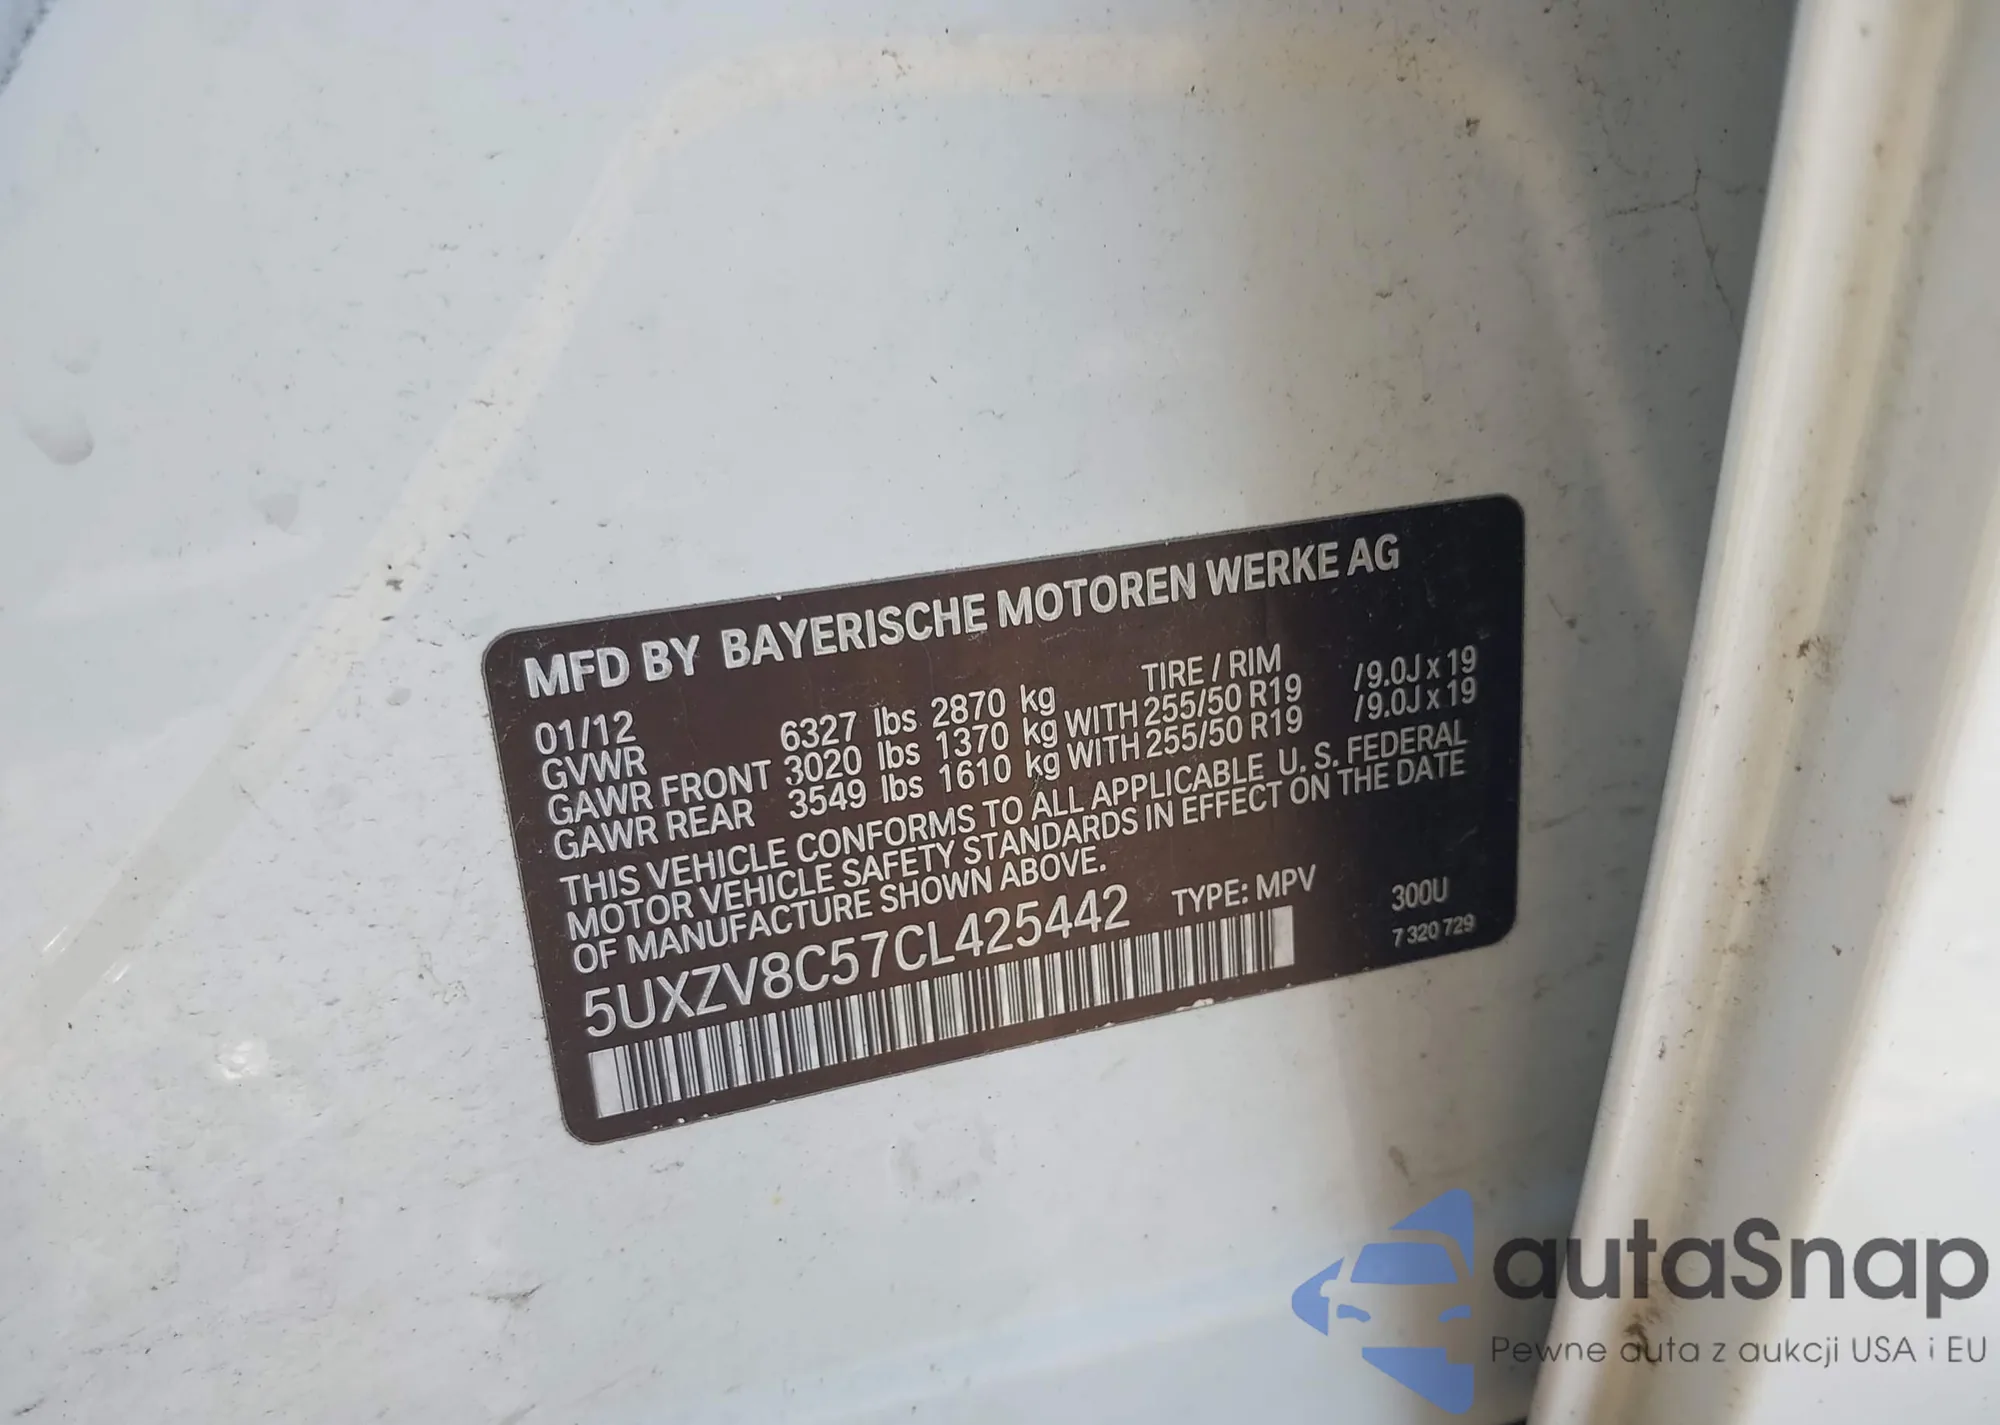 MFD BY BAYERISCHE MOTOREN WERKE AG
01/12 TIRE / RIM
GVWR 6327 lbs 2870 kg
GAWR FRONT 3020 lbs 1370 kg WITH 255/50 R19 /9.0J x 19
GAWR REAR 3549 lbs 1610 kg WITH 255/50 R19 /9.0J x 19
THIS VEHICLE CONFORMS TO ALL APPLICABLE U. S. FEDERAL
MOTOR VEHICLE SAFETY STANDARDS IN EFFECT ON THE DATE
OF MANUFACTURE SHOWN ABOVE.
5UXZV8C57CL425442 TYPE: MPV 300U
7 320 729
autaSnap
Pewne auta z aukcji USA i EU